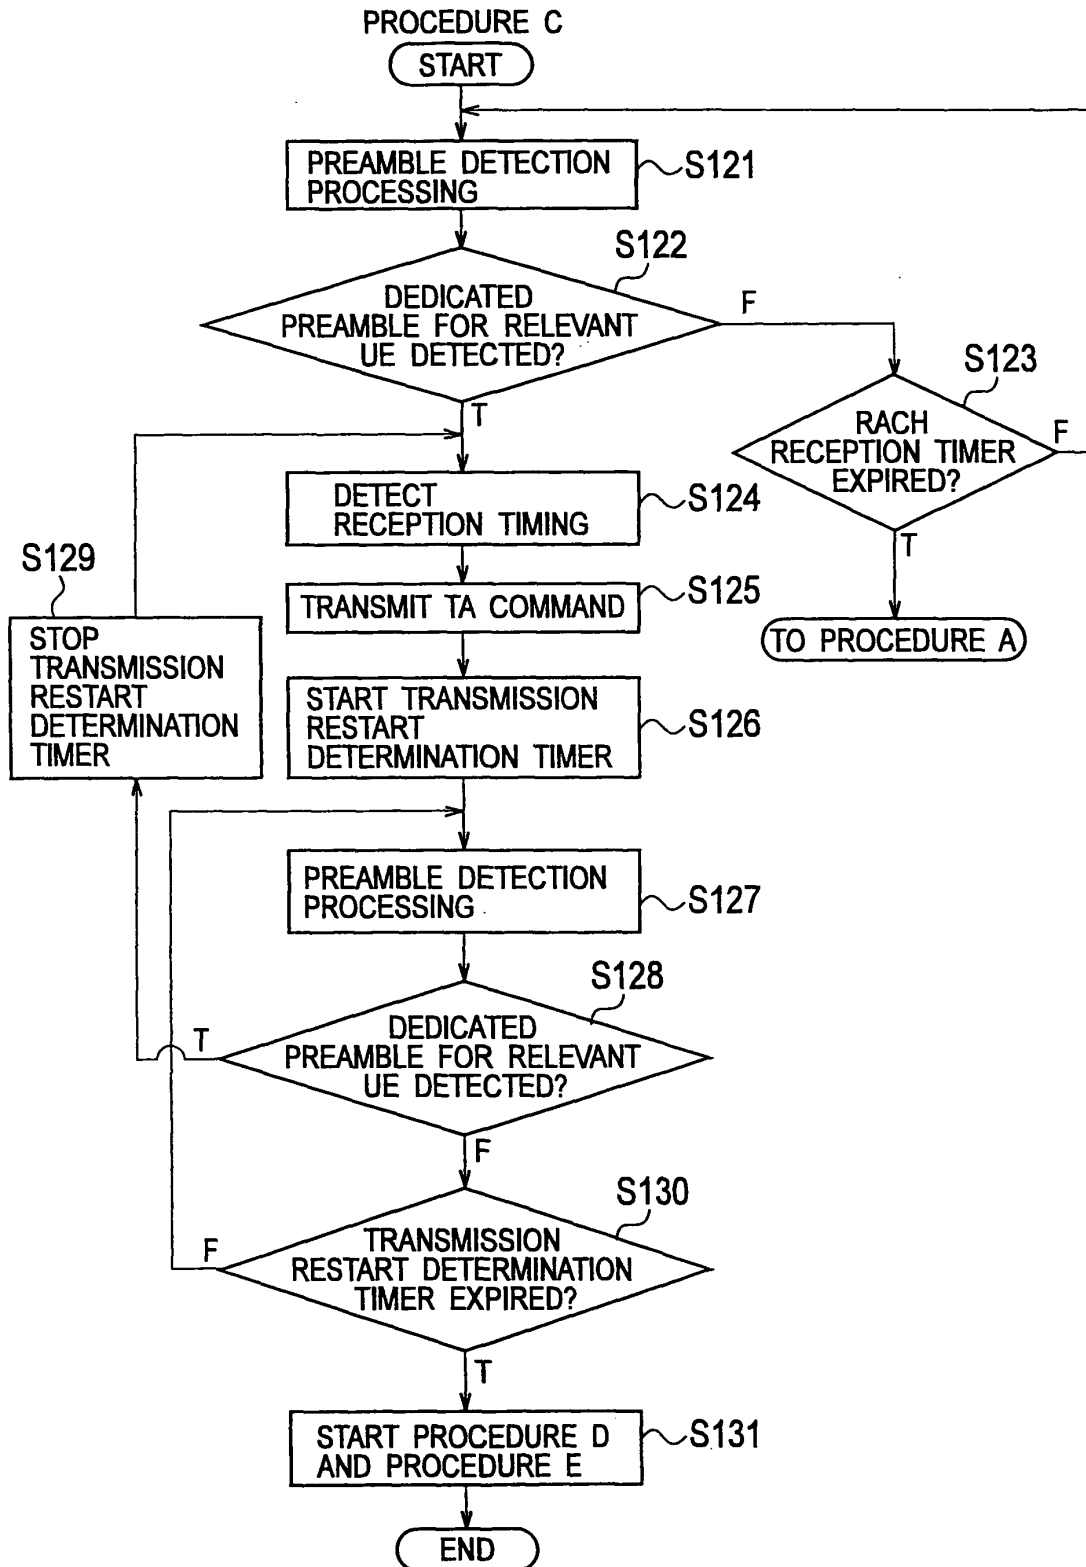 PROCEDURE C
START
PREAMBLE DETECTION
PROCESSING
S121
S122
DEDICATED
PREAMBLE FOR RELEVANT
UE DETECTED?
F
T
S123
RACH
RECEPTION TIMER
EXPIRED?
F
T
TO PROCEDURE A
DETECT
RECEPTION TIMING
S124
TRANSMIT TA COMMAND
S125
S129
STOP
TRANSMISSION
RESTART
DETERMINATION
TIMER
START TRANSMISSION
RESTART
DETERMINATION TIMER
S126
PREAMBLE DETECTION
PROCESSING
S127
S128
DEDICATED
PREAMBLE FOR RELEVANT
UE DETECTED?
T
F
S130
TRANSMISSION
RESTART DETERMINATION
TIMER EXPIRED?
F
T
START PROCEDURE D
AND PROCEDURE E
S131
END